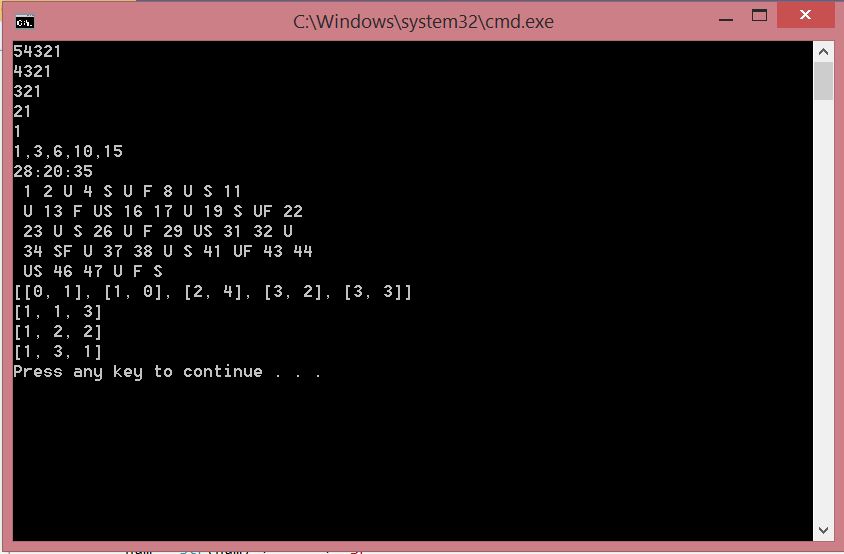 C:\Windows\system32\cmd.exe
54321
4321
321
21
1
1,3,6,10,15
28:20:35
1 2 U 4 S U F 8 U S 11
U 13 F US 16 17 U 19 S UF 22
23 U S 26 U F 29 US 31 32 U
34 SF U 37 38 U S 41 UF 43 44
US 46 47 U F S
[[0, 1], [1, 0], [2, 4], [3, 2], [3, 3]]
[1, 1, 3]
[1, 2, 2]
[1, 3, 1]
Press any key to continue . . .